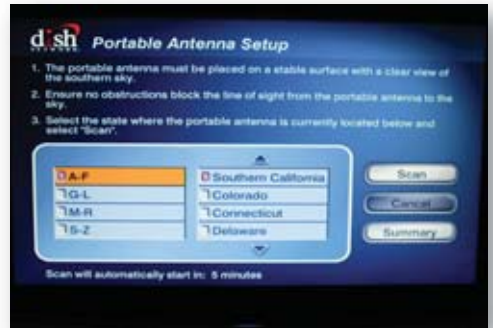 dish Portable Antenna Setup
NETWORK
1. The portable antenna must be placed on a stable surface with a clear view of
the southern sky.
2. Ensure no obstructions block the line of sight from the portable antenna to the
sky.
3. Select the state where the portable antenna is currently located below and
select "Scan".
A-F
G-L
M-R
S-Z
Southern California
Colorado
Connecticut
Delaware
Scan
Cancel
Summary
Scan will automatically start in: 5 minutes